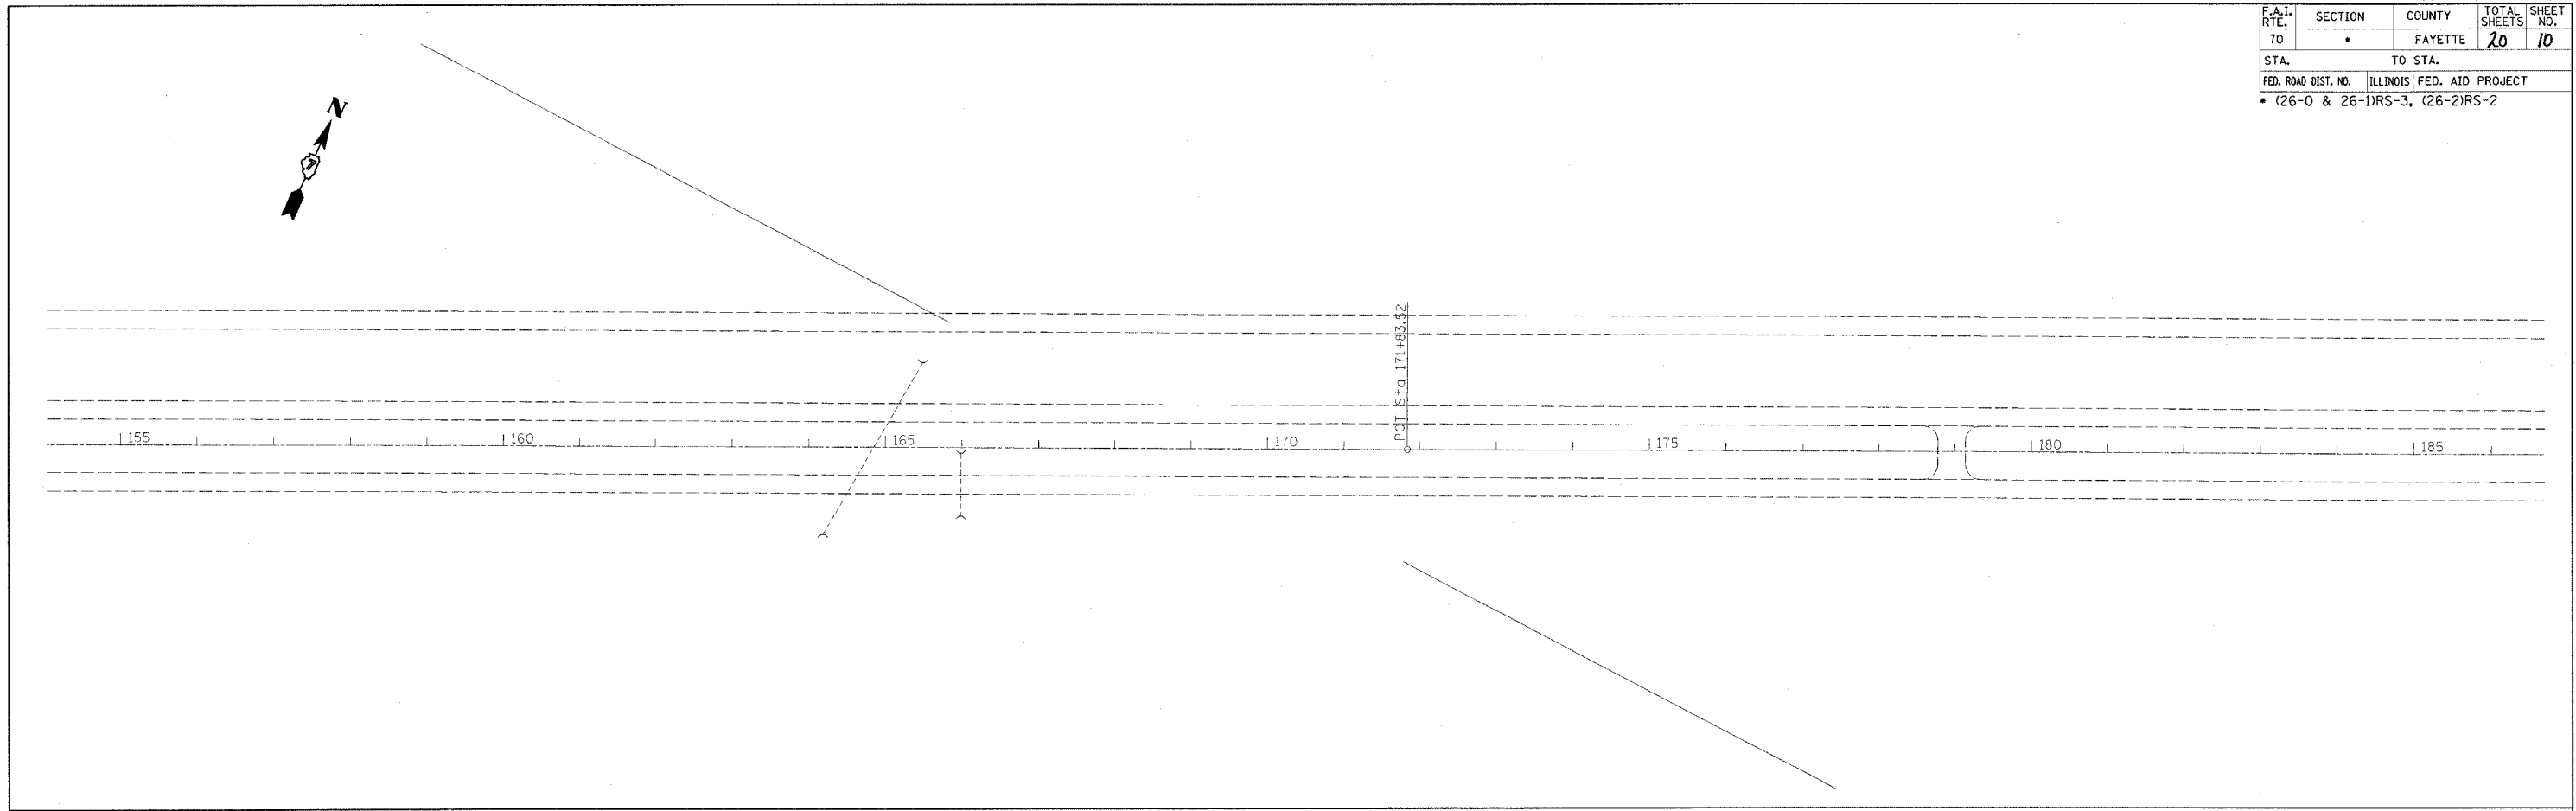 F.A.I. RTE. SECTION COUNTY TOTAL SHEETS SHEET NO.
70 * FAYETTE 20 10
STA. TO STA.
FED. ROAD DIST. NO. ILLINOIS FED. AID PROJECT
* (26-0 & 26-1)RS-3, (26-2)RS-2
N
7
POT Sta 171+83.52
155 160 165 170 175 180 185